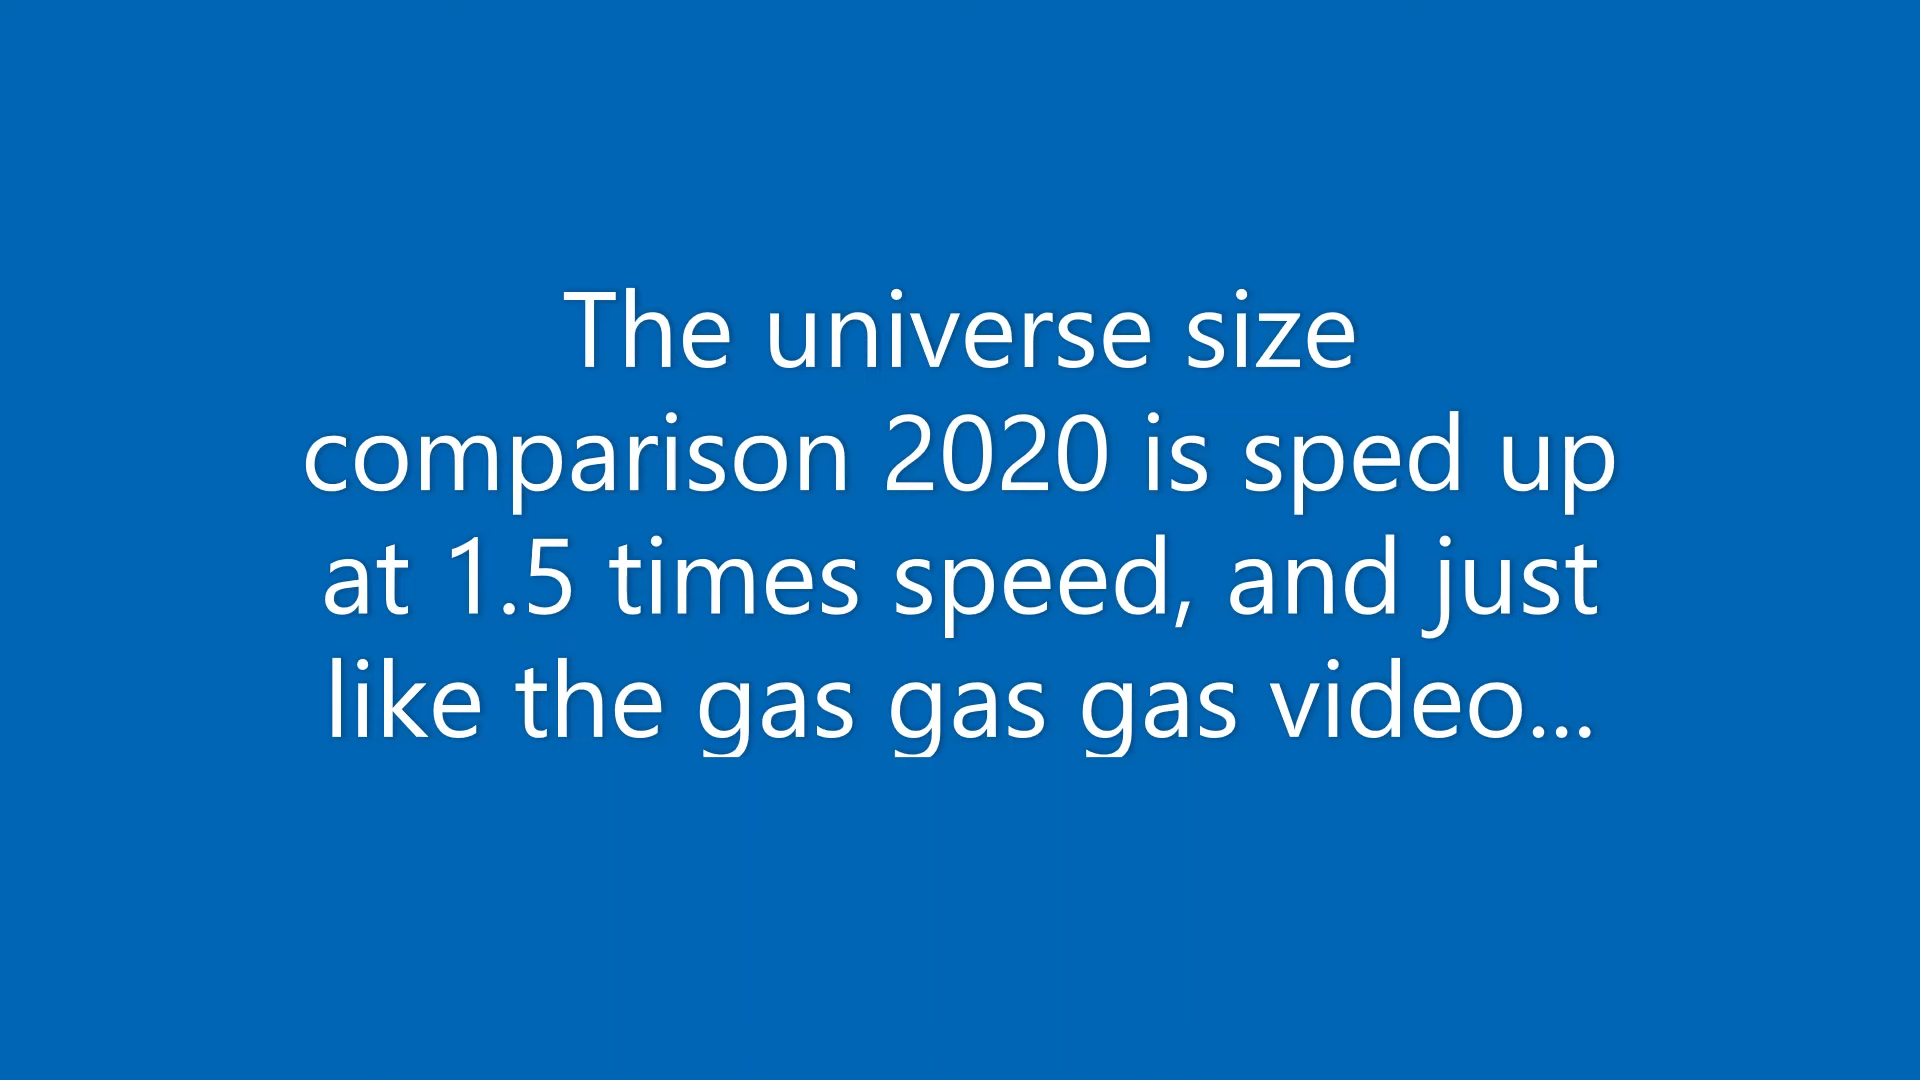 The universe size
comparison 2020 is sped up
at 1.5 times speed, and just
like the gas gas gas video...